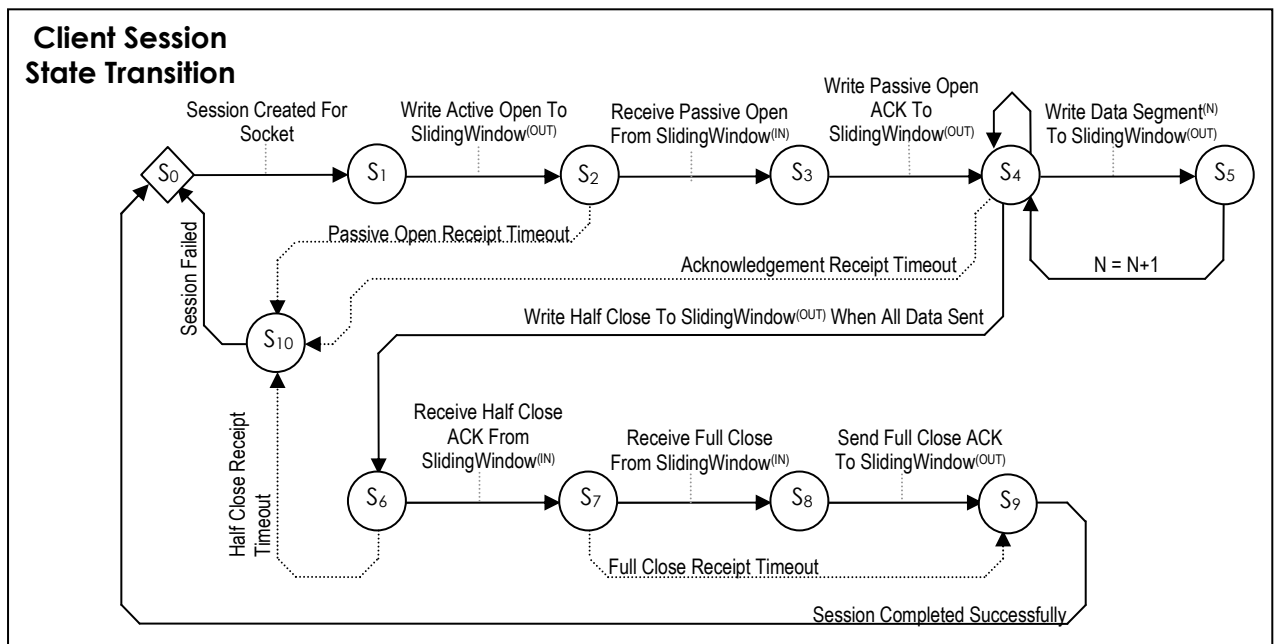 Client Session
State Transition
Session Created For
Socket
Write Active Open To
SlidingWindow(OUT)
Receive Passive Open
From SlidingWindow(IN)
Write Passive Open
ACK To
SlidingWindow(OUT)
Write Data Segment(N)
To SlidingWindow(OUT)
S0
S1
S2
S3
S4
S5
Passive Open Receipt Timeout
Acknowledgement Receipt Timeout
N = N+1
Session Failed
Write Half Close To SlidingWindow(OUT) When All Data Sent
S10
Receive Half Close
ACK From
SlidingWindow(IN)
Receive Full Close
From SlidingWindow(IN)
Send Full Close ACK
To SlidingWindow(OUT)
Half Close Receipt
Timeout
S6
S7
S8
S9
Full Close Receipt Timeout
Session Completed Successfully